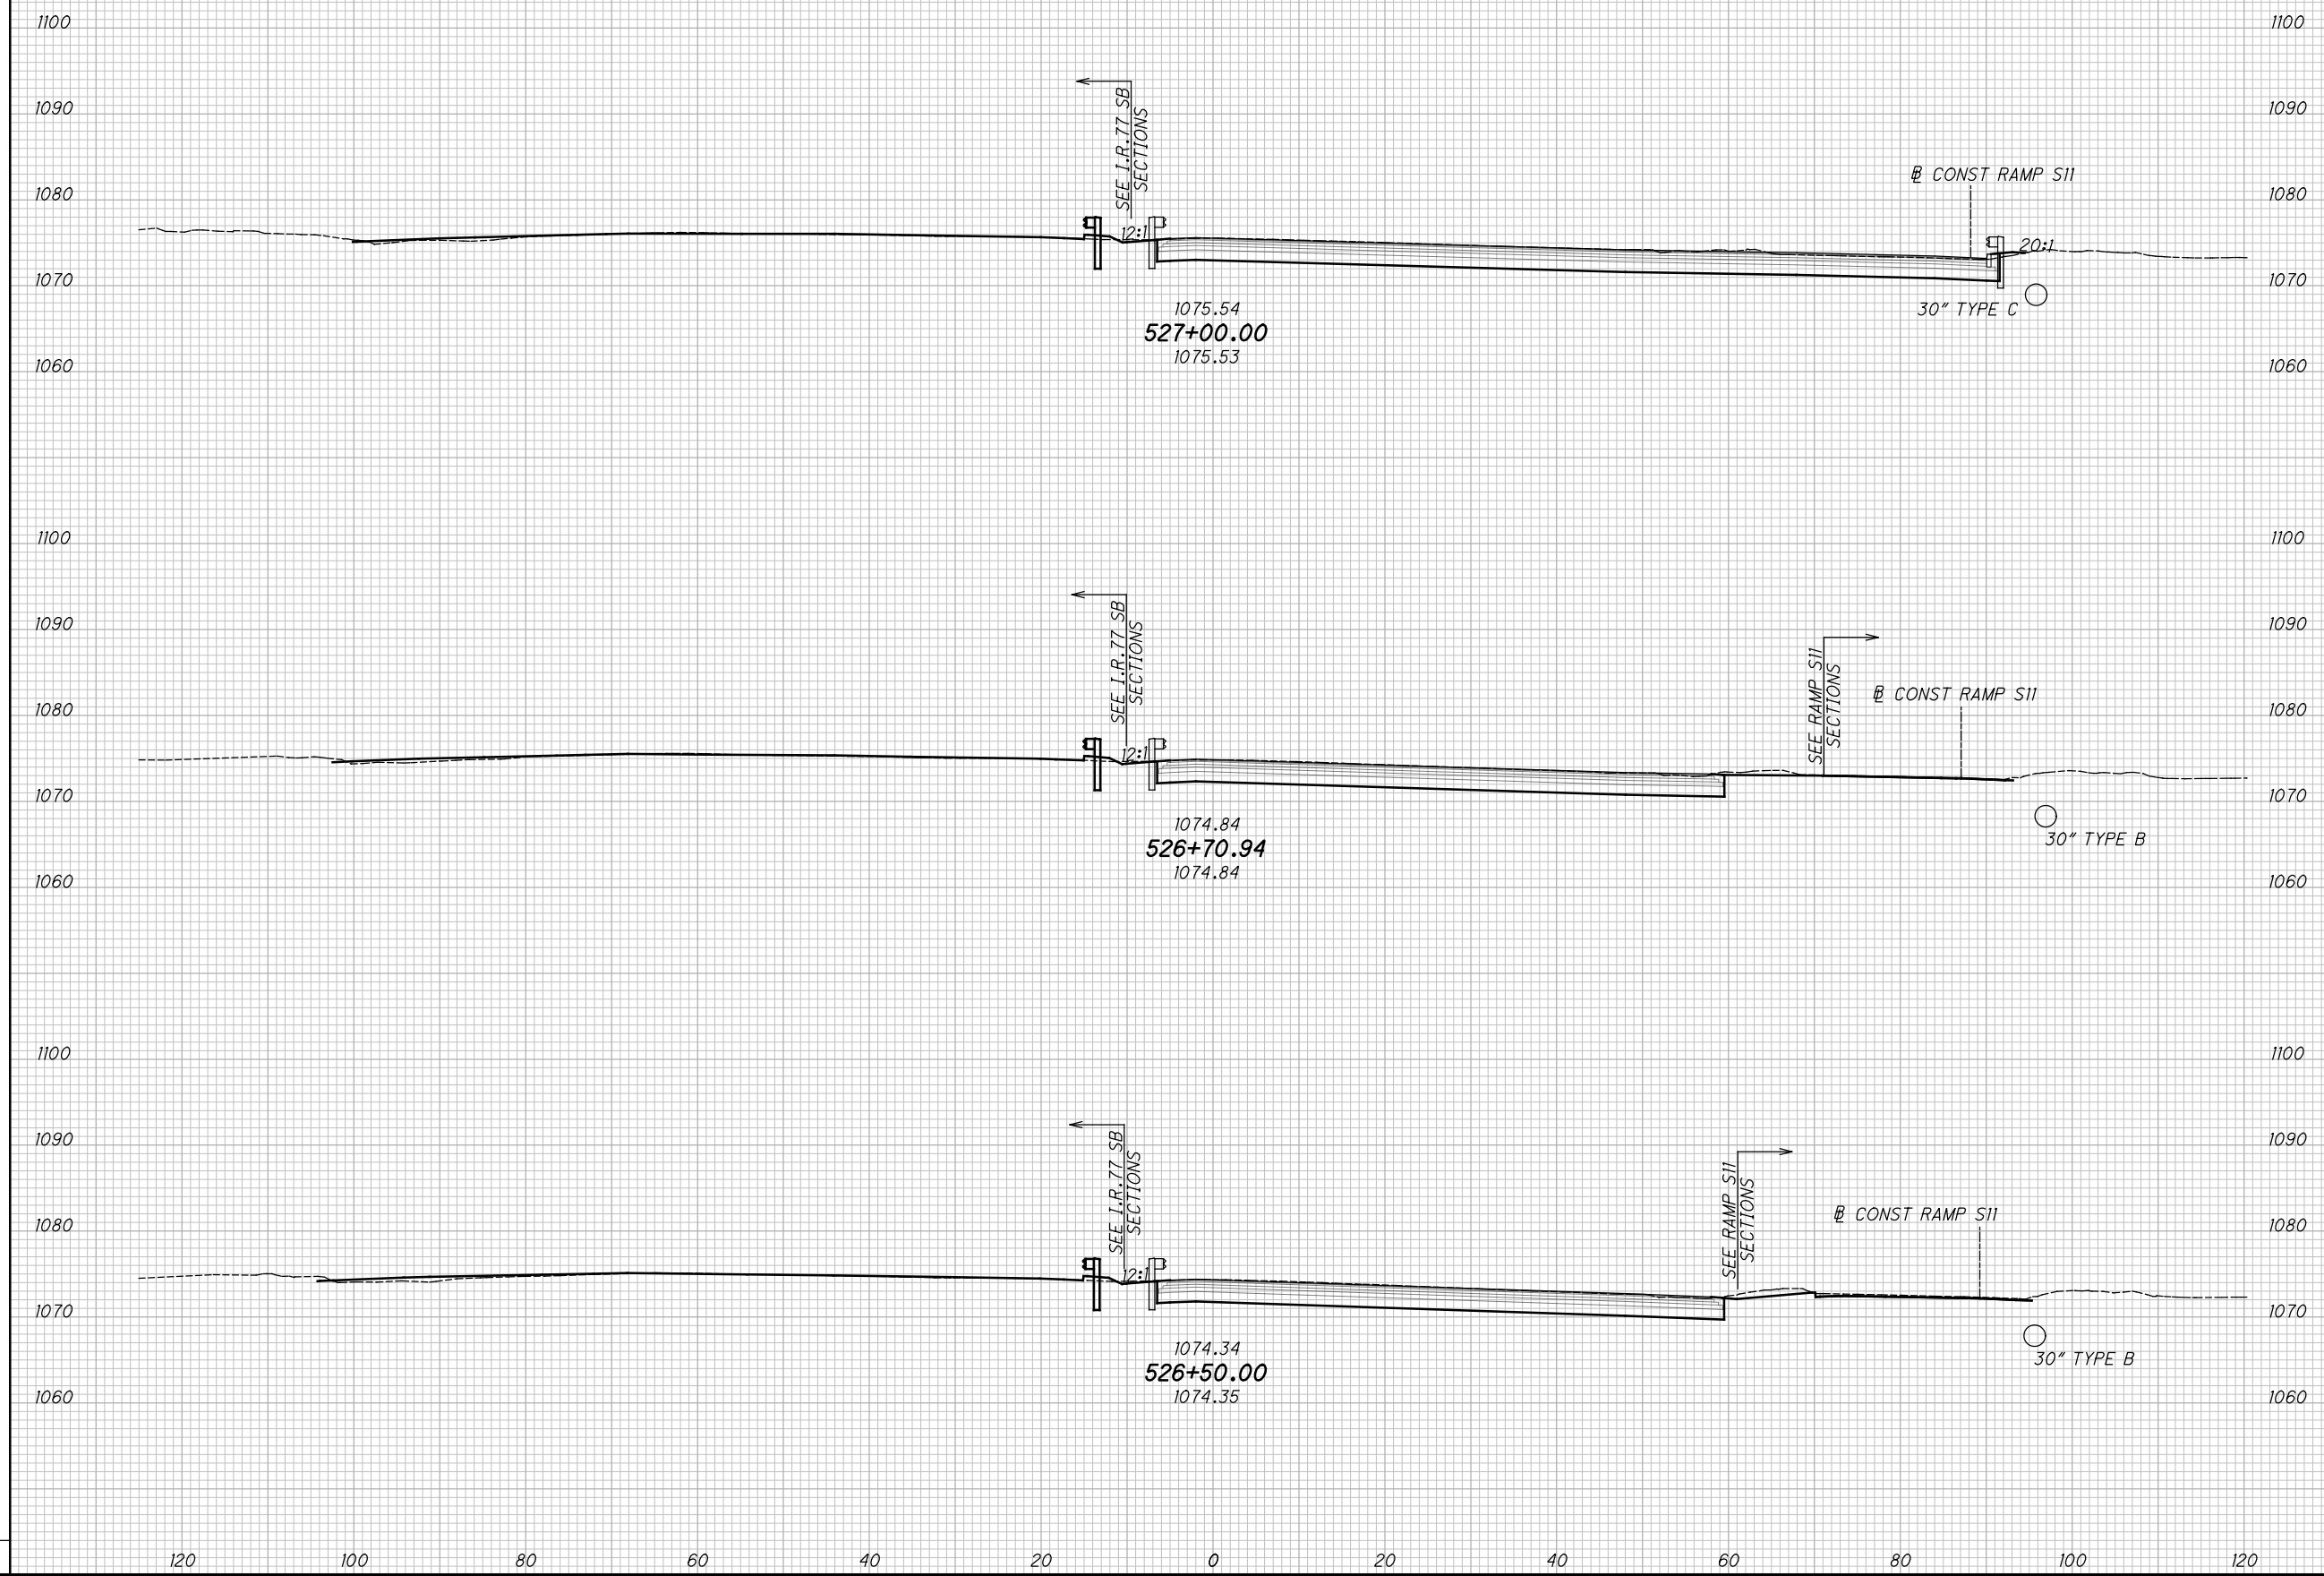 1100 1100
1090 1090
SEE I.R.77 SB
SECTIONS
℄ CONST RAMP S11
1080 1080
12:1
20:1
1070 1070
1075.54
30" TYPE C
527+00.00
1075.53
1060 1060
1100 1100
1090 1090
SEE I.R.77 SB
SECTIONS
SEE RAMP S11
SECTIONS
℄ CONST RAMP S11
1080 1080
12:1
1070 1070
1074.84
30" TYPE B
526+70.94
1074.84
1060 1060
1100 1100
1090 1090
SEE I.R.77 SB
SECTIONS
SEE RAMP S11
SECTIONS
℄ CONST RAMP S11
1080 1080
12:1
1070 1070
1074.34
30" TYPE B
526+50.00
1074.35
1060 1060
120 100 80 60 40 20 0 20 40 60 80 100 120